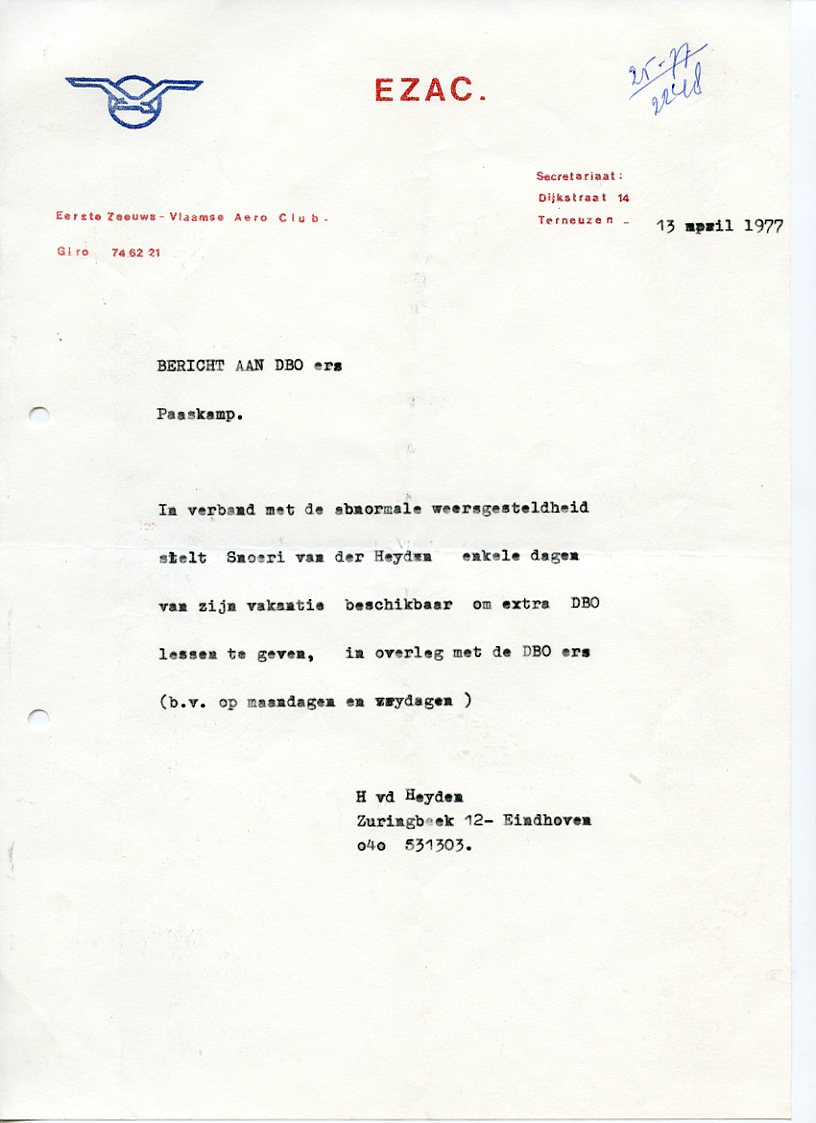 EZAC.
25-77
2248
Secretariaat:
Dijkstraat 14
Terneuzen -
13 april 1977
Eerste Zeeuws-Vlaamse Aero Club-
Giro 74.62 21
BERICHT AAN DBO ers
Paaskamp.
In verband met de abnormale weersgesteldheid
stelt Snoeri van der Heyden enkele dagen
van zijn vakantie beschikbaar om extra DBO
lessen te geven, in overleg met de DBO ers
(b.v. op maandagen en vrydagen )
H vd Heyden
Zuringbeek 12- Eindhoven
o4o 531303.